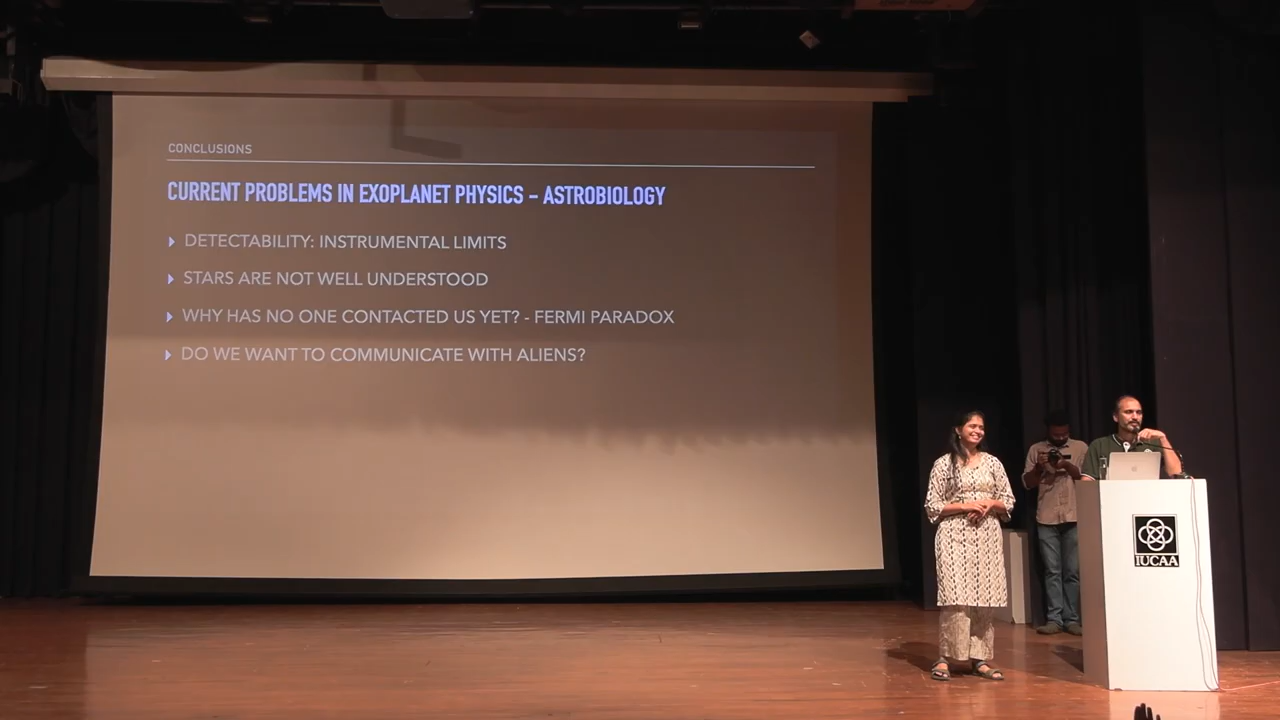 CONCLUSIONS
CURRENT PROBLEMS IN EXOPLANET PHYSICS - ASTROBIOLOGY
DETECTABILITY: INSTRUMENTAL LIMITS
STARS ARE NOT WELL UNDERSTOOD
WHY HAS NO ONE CONTACTED US YET? - FERMI PARADOX
DO WE WANT TO COMMUNICATE WITH ALIENS?
IUCAA